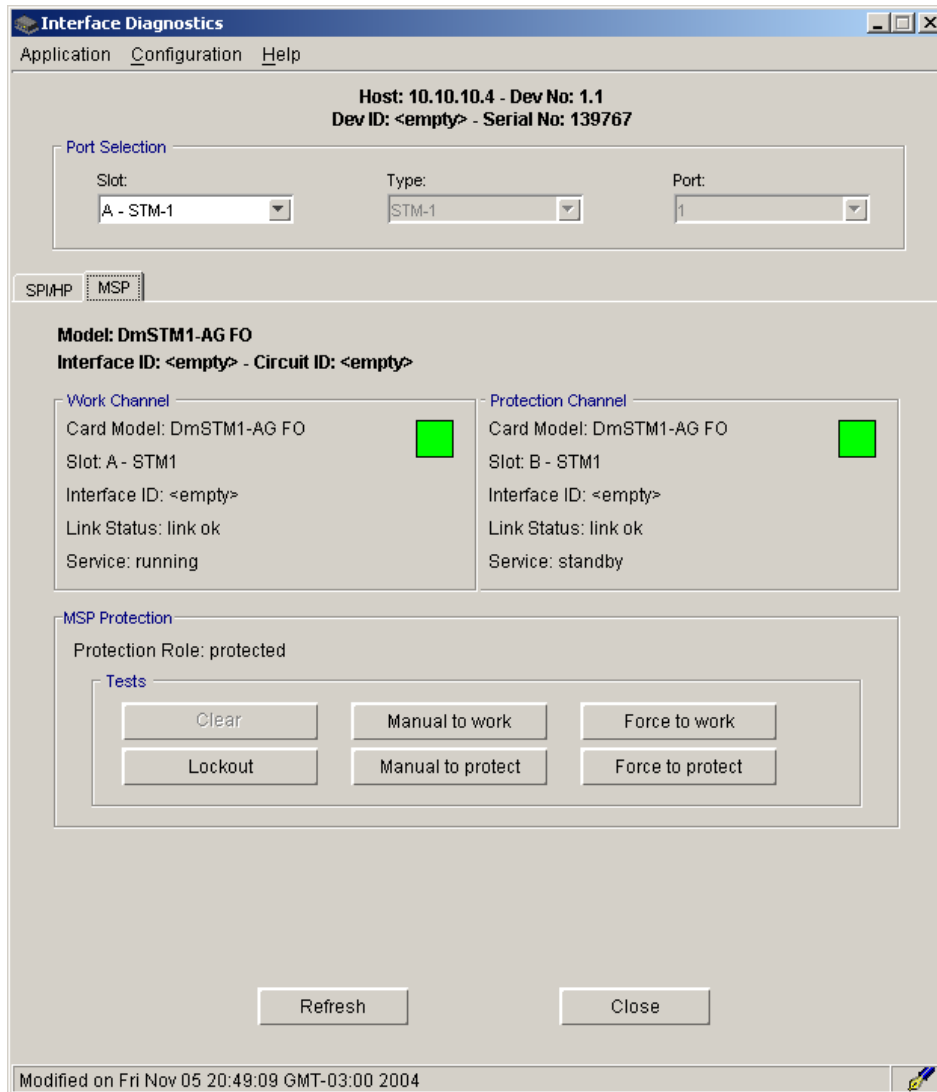 Interface Diagnostics
Application Configuration Help
Host: 10.10.10.4 - Dev No: 1.1
Dev ID: <empty> - Serial No: 139767
Port Selection
Slot: Type: Port:
A - STM-1 STM-1 1
SPI/HP MSP
Model: DmSTM1-AG FO
Interface ID: <empty> - Circuit ID: <empty>
Work Channel
Card Model: DmSTM1-AG FO
Slot: A - STM1
Interface ID: <empty>
Link Status: link ok
Service: running
Protection Channel
Card Model: DmSTM1-AG FO
Slot: B - STM1
Interface ID: <empty>
Link Status: link ok
Service: standby
MSP Protection
Protection Role: protected
Tests
Clear Manual to work Force to work
Lockout Manual to protect Force to protect
Refresh Close
Modified on Fri Nov 05 20:49:09 GMT-03:00 2004